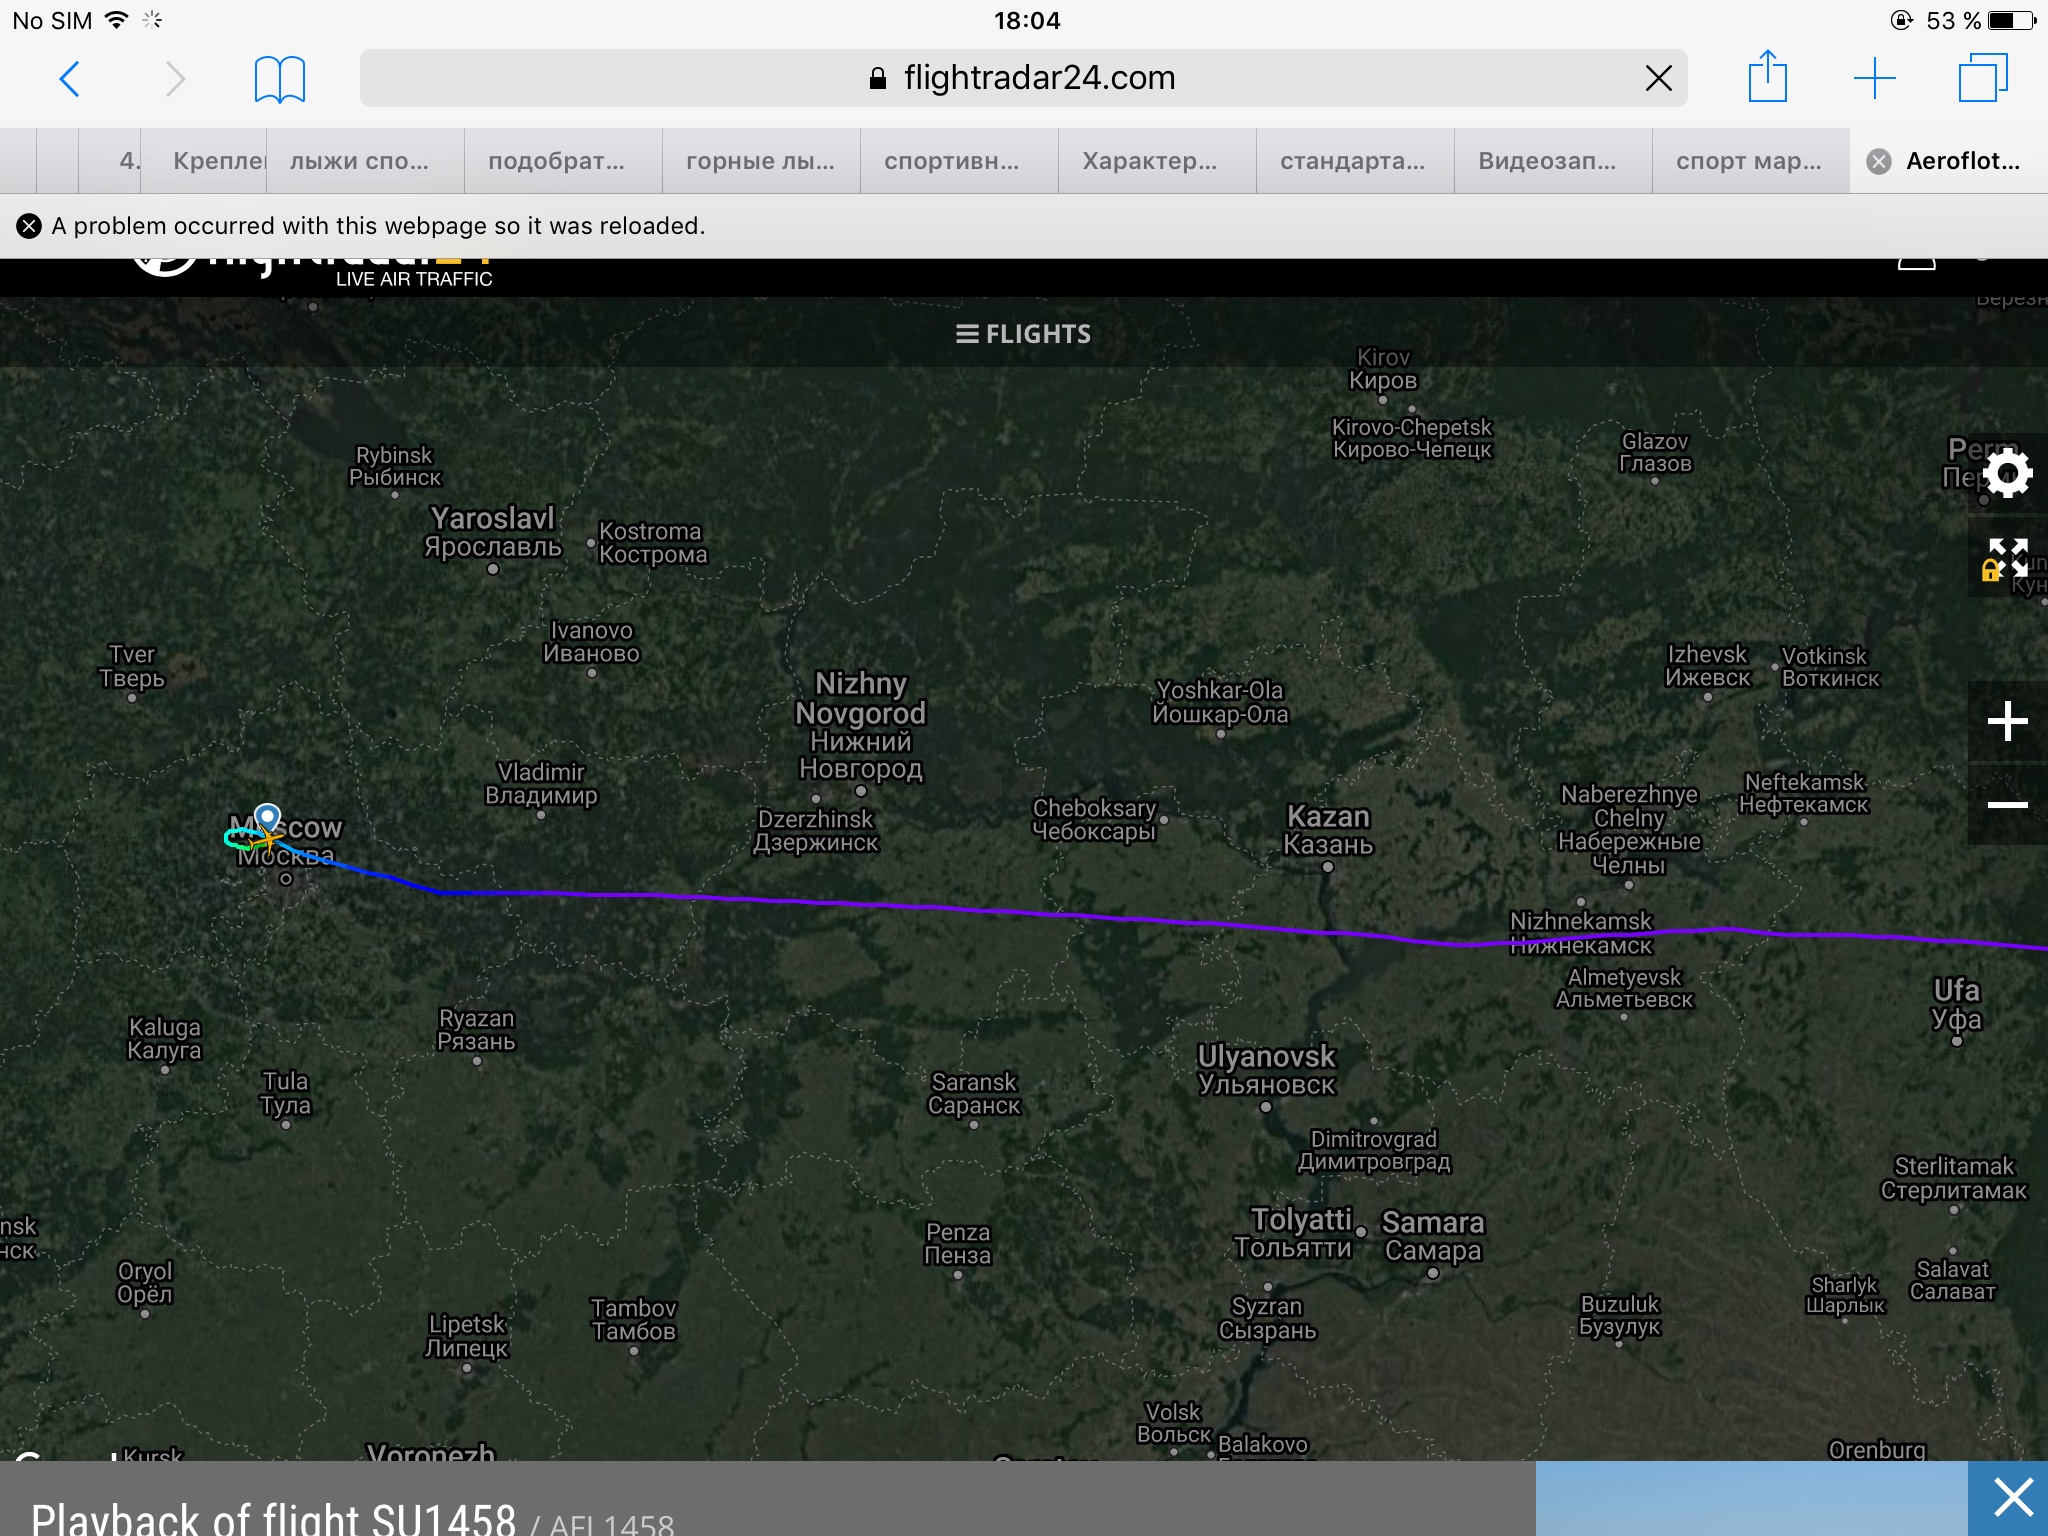 No SIM
18:04
53 %
flightradar24.com
4.
Крепле
лыжи спо...
подобрат...
горные лы...
спортивн...
Характер...
стандарта...
Видеозап...
спорт мар...
Aeroflot...
A problem occurred with this webpage so it was reloaded.
LIVE AIR TRAFFIC
FLIGHTS
Kirov
Киров
Kirovo-Chepetsk
Кирово-Чепецк
Glazov
Глазов
Rybinsk
Рыбинск
Yaroslavl
Ярославль
Kostroma
Кострома
Ivanovo
Иваново
Tver
Тверь
Nizhny
Novgorod
Нижний
Новгород
Yoshkar-Ola
Йошкар-Ола
Izhevsk
Ижевск
Votkinsk
Воткинск
Vladimir
Владимир
Dzerzhinsk
Дзержинск
Cheboksary
Чебоксары
Kazan
Казань
Naberezhnye
Chelny
Набережные
Челны
Neftekamsk
Нефтекамск
Moscow
Москва
Nizhnekamsk
Нижнекамск
Almetyevsk
Альметьевск
Ufa
Уфа
Kaluga
Калуга
Ryazan
Рязань
Tula
Тула
Saransk
Саранск
Ulyanovsk
Ульяновск
Dimitrovgrad
Димитровград
Sterlitamak
Стерлитамак
nsk
нск
Penza
Пенза
Tolyatti
Тольятти
Samara
Самара
Oryol
Орёл
Lipetsk
Липецк
Tambov
Тамбов
Syzran
Сызрань
Buzuluk
Бузулук
Sharlyk
Шарлык
Salavat
Салават
Volsk
Вольск
Balakovo
Orenburg
Kursk
Voronezh
Playback of flight SU1458 / AFL1458